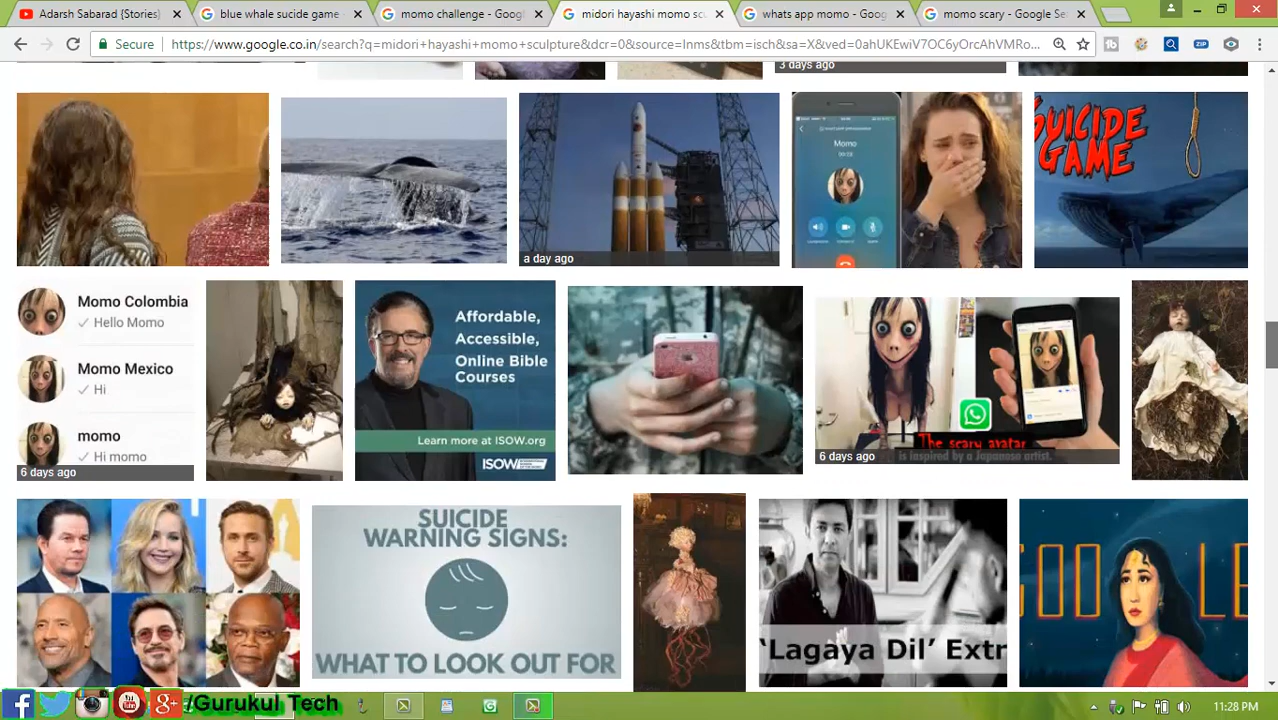 Adarsh Sabarad {Stories}
blue whale sucide game -
momo challenge - Googl
midori hayashi momo sc
whats app momo - Goog
momo scary - Google Se
Secure
https://www.google.co.in/search?q=midori+hayashi+momo+sculpture&dcr=0&source=lnms&tbm=isch&sa=X&ved=0ahUKEwiV7OC6yOrcAhVMRo...
ZIP
3 days ago
a day ago
Momo
SUICIDE
GAME
Momo Colombia
Hello Momo
Momo Mexico
Hi
momo
Hi momo
6 days ago
Affordable,
Accessible,
Online Bible
Courses
Learn more at ISOW.org
ISOW
The scary avatar
is inspired by a Japanese artist.
6 days ago
SUICIDE
WARNING SIGNS:
WHAT TO LOOK OUT FOR
'Lagaya Dil' Extr
GOO LE
/Gurukul Tech
11:28 PM